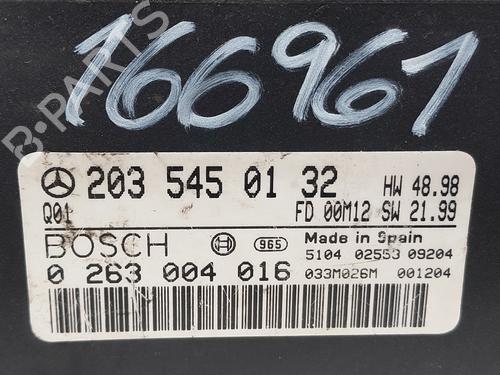 166961
B-PARTS
203 545 01 32 HW 48.98
Q01 FD 00M12 SW 21.99
BOSCH 965 Made in Spain
5104 02553 09204
0 263 004 016 033M026M 001204